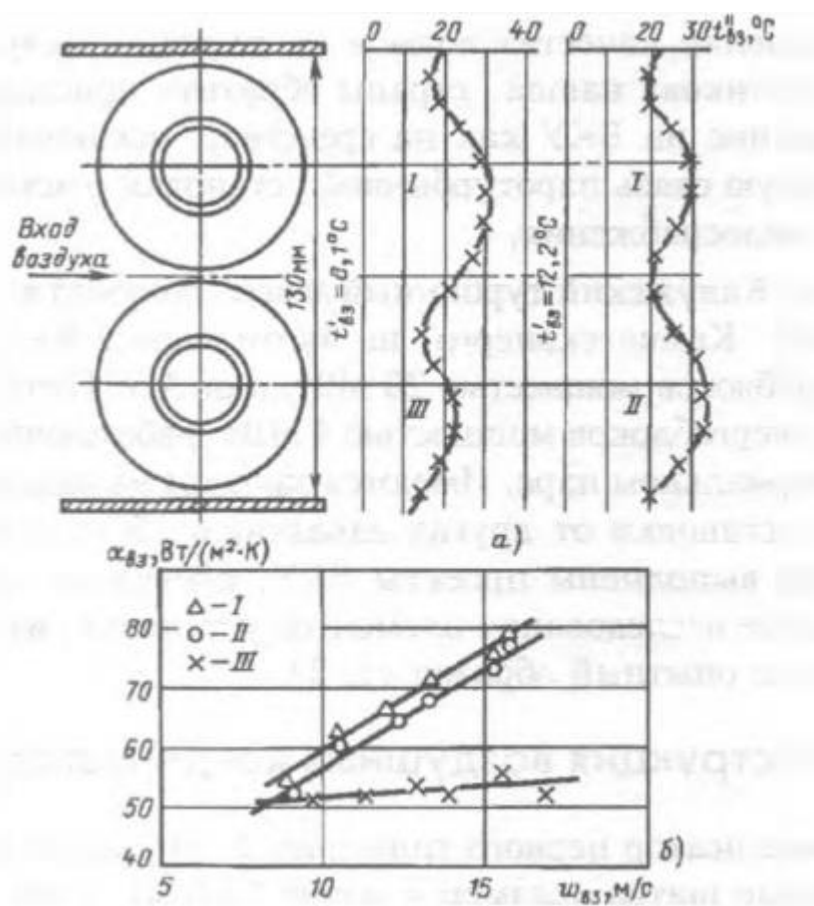 0 20 40 0 20 30 t″вз,°C
I I
Вход
воздуха
130мм
t′вз=0,1°C
t′вз=12,2°C
III II
а)
αвз,Вт/(м²·К)
△–I
○–II
×–III
80
70
60
50
40
б)
5 10 15 wвз,м/с